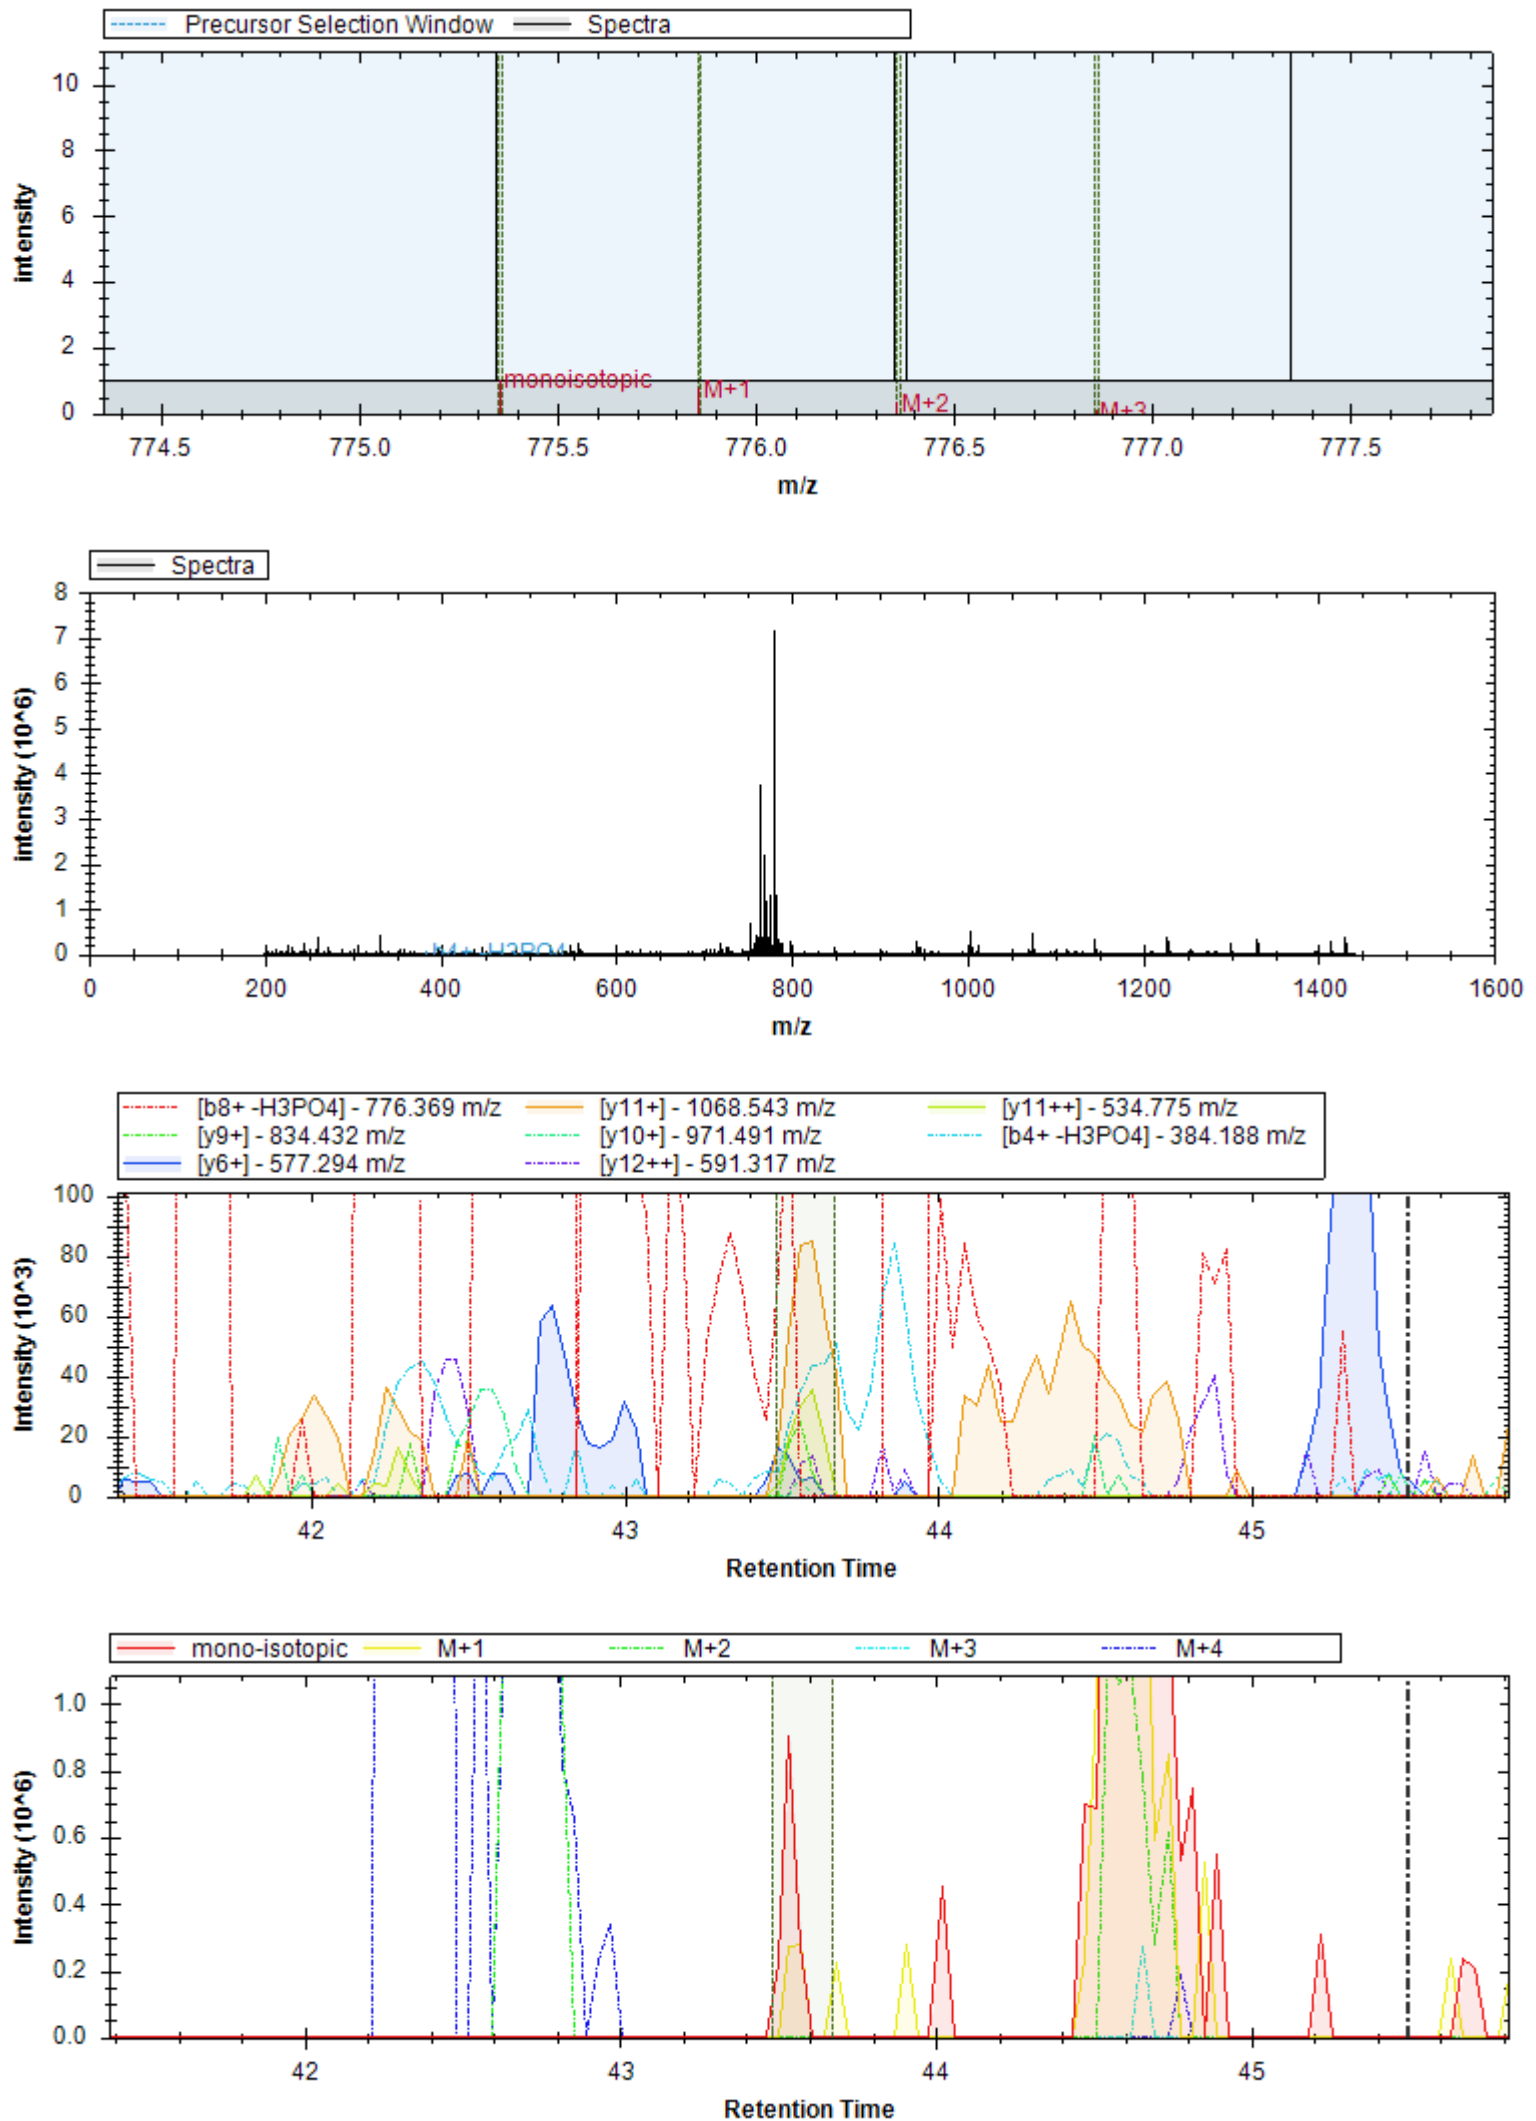 Precursor Selection Window Spectra
10
8
6
4
2
0
intensity
monoisotopic M+1 M+2 M+3
774.5 775.0 775.5 776.0 776.5 777.0 777.5
m/z
Spectra
8
7
6
5
4
3
2
1
0
intensity (10^6)
b4+ -H3PO4
0 200 400 600 800 1000 1200 1400 1600
m/z
[b8+ -H3PO4] - 776.369 m/z [y11+] - 1068.543 m/z [y11++] - 534.775 m/z
[y9+] - 834.432 m/z [y10+] - 971.491 m/z [b4+ -H3PO4] - 384.188 m/z
[y6+] - 577.294 m/z [y12++] - 591.317 m/z
100
80
60
40
20
0
Intensity (10^3)
42 43 44 45
Retention Time
mono-isotopic M+1 M+2 M+3 M+4
1.0
0.8
0.6
0.4
0.2
0.0
Intensity (10^6)
42 43 44 45
Retention Time